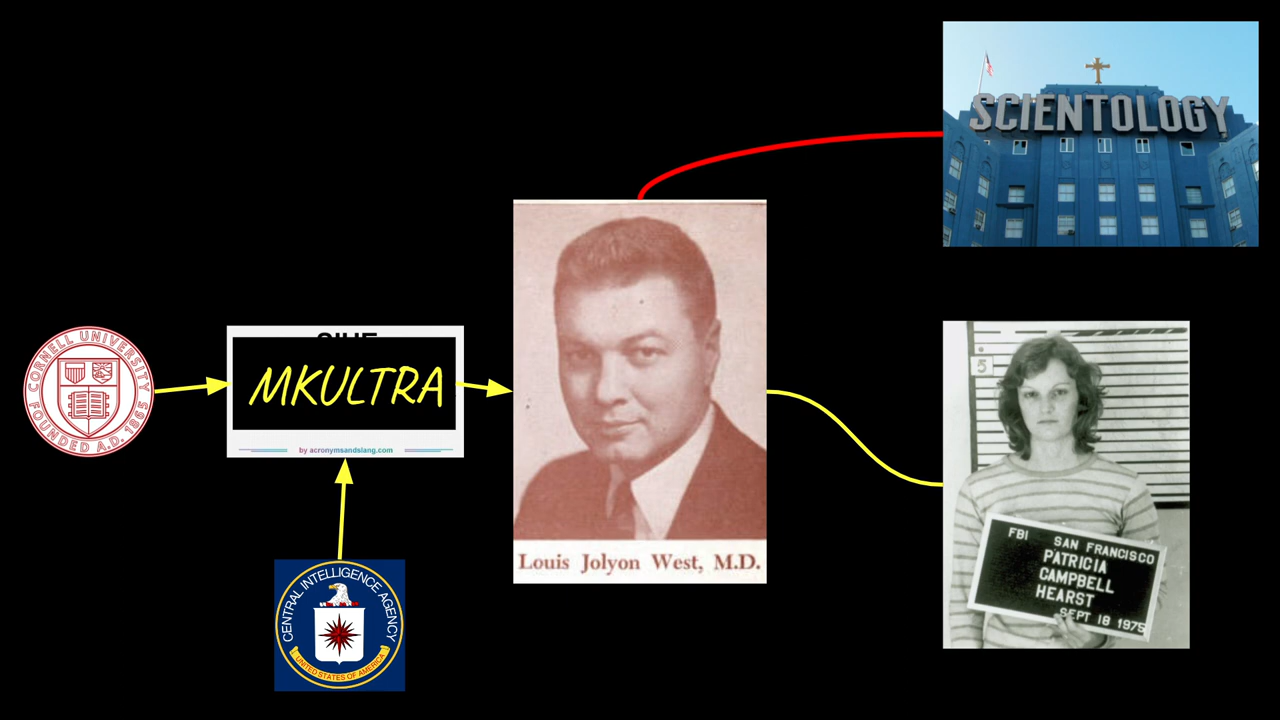 SCIENTOLOGY
CORNELL UNIVERSITY
FOUNDED A.D. 1865
MKULTRA
by acronymsandslang.com
Louis Jolyon West, M.D.
5
FBI SAN FRANCISCO
PATRICIA
CAMPBELL
HEARST
SEPT 18 1975
CENTRAL INTELLIGENCE AGENCY
UNITED STATES OF AMERICA